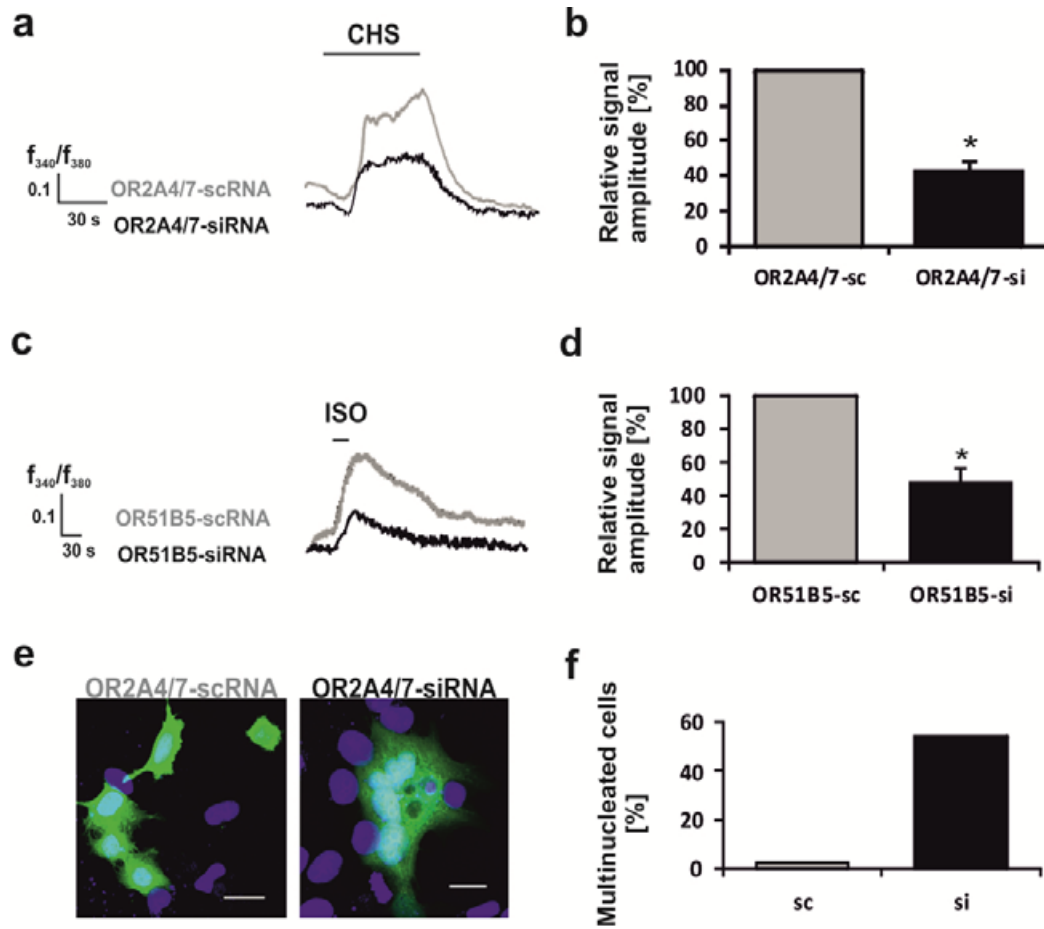 a
CHS
f340/f380
0.1
30 s
OR2A4/7-scRNA
OR2A4/7-siRNA
b
Relative signal
amplitude [%]
100
80
60
40
20
0
*
OR2A4/7-sc
OR2A4/7-si
c
ISO
f340/f380
0.1
30 s
OR51B5-scRNA
OR51B5-siRNA
d
Relative signal
amplitude [%]
100
80
60
40
20
0
*
OR51B5-sc
OR51B5-si
e
OR2A4/7-scRNA
OR2A4/7-siRNA
f
Multinucleated cells
[%]
60
40
20
0
sc
si